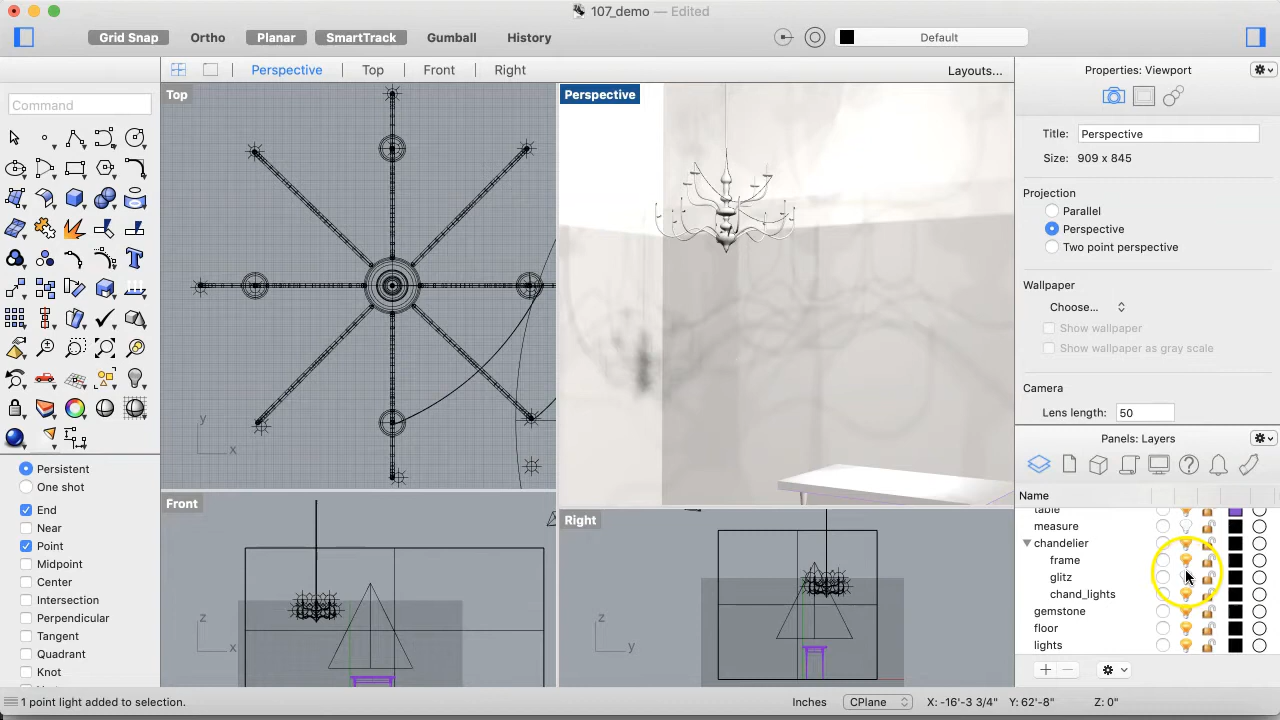 107_demo — Edited
Grid Snap Ortho Planar SmartTrack Gumball History Default
Perspective Top Front Right Layouts... Properties: Viewport
Top
Perspective
Command
Title: Perspective
Size: 909 x 845
Projection
Parallel
Perspective
Two point perspective
Wallpaper
Choose...
Show wallpaper
Show wallpaper as gray scale
Camera
Lens length: 50
y
x
Panels: Layers
Persistent
One shot
End
Near
Point
Midpoint
Center
Intersection
Perpendicular
Tangent
Quadrant
Knot
Front
z
x
Right
z
y
Name
table
measure
chandelier
frame
glitz
chand_lights
gemstone
floor
lights
1 point light added to selection. Inches CPlane X: -16'-3 3/4" Y: 62'-8" Z: 0"